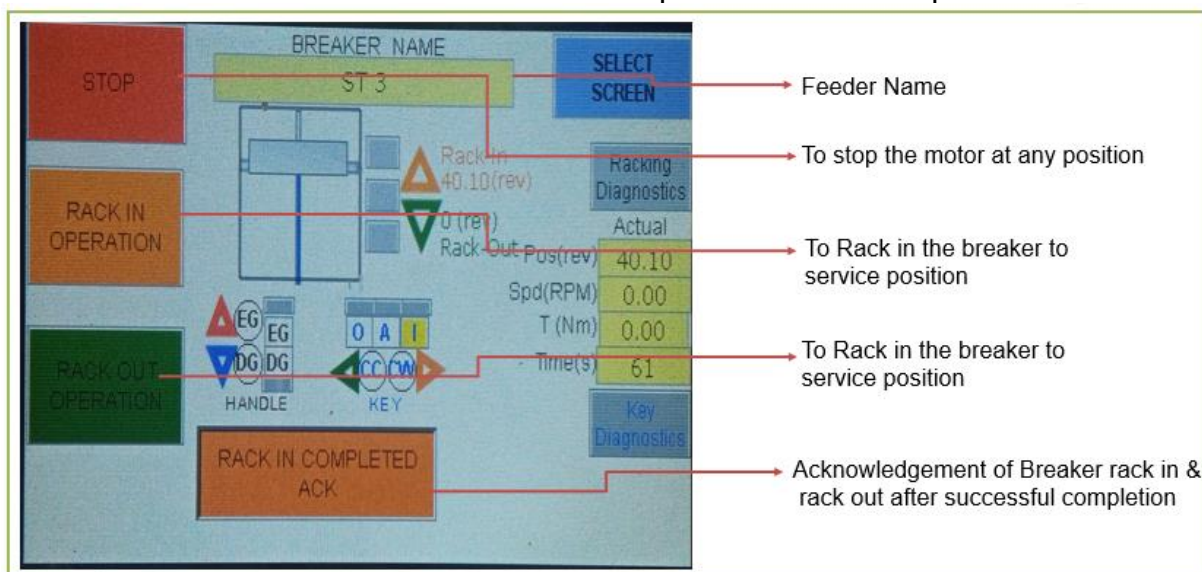 BREAKER NAME
STOP
ST 3
SELECT
SCREEN
Feeder Name
To stop the motor at any position
Rack-In
40.10(rev)
Racking
Diagnostics
RACK IN
OPERATION
0 (rev)
Rack-Out
Actual
Pos(rev) 40.10
To Rack in the breaker to
service position
Spd(RPM) 0.00
T (Nm) 0.00
Time(s) 61
EG
EG
DG
DG
HANDLE
O A I
CC CW
KEY
RACK OUT
OPERATION
To Rack in the breaker to
service position
Key
Diagnostics
RACK IN COMPLETED
ACK
Acknowledgement of Breaker rack in &
rack out after successful completion